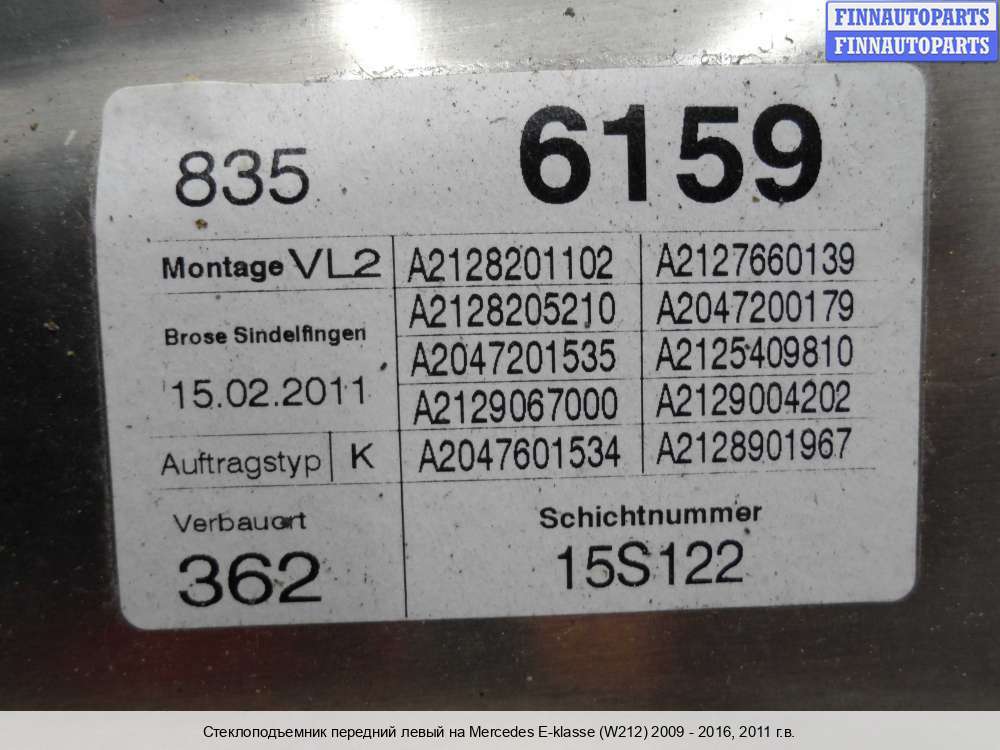 FINNAUTOPARTS
FINNAUTOPARTS
835 6159
Montage VL2 A2128201102 A2127660139
A2128205210 A2047200179
Brose Sindelfingen
A2047201535 A2125409810
15.02.2011 A2129067000 A2129004202
Auftragstyp K A2047601534 A2128901967
Verbauort Schichtnummer
362 15S122
Стеклоподъемник передний левый на Mercedes E-klasse (W212) 2009 - 2016, 2011 г.в.